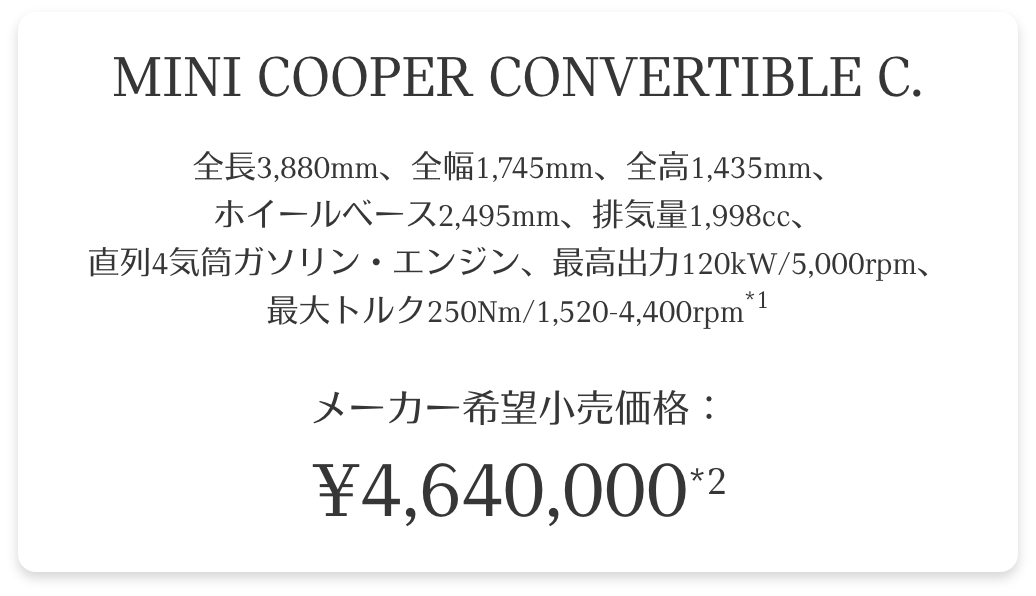 MINI COOPER CONVERTIBLE C.
全長3,880mm、全幅1,745mm、全高1,435mm、
ホイールベース2,495mm、排気量1,998cc、
直列4気筒ガソリン・エンジン、最高出力120kW/5,000rpm、
最大トルク250Nm/1,520-4,400rpm*1
メーカー希望小売価格：
¥4,640,000*2